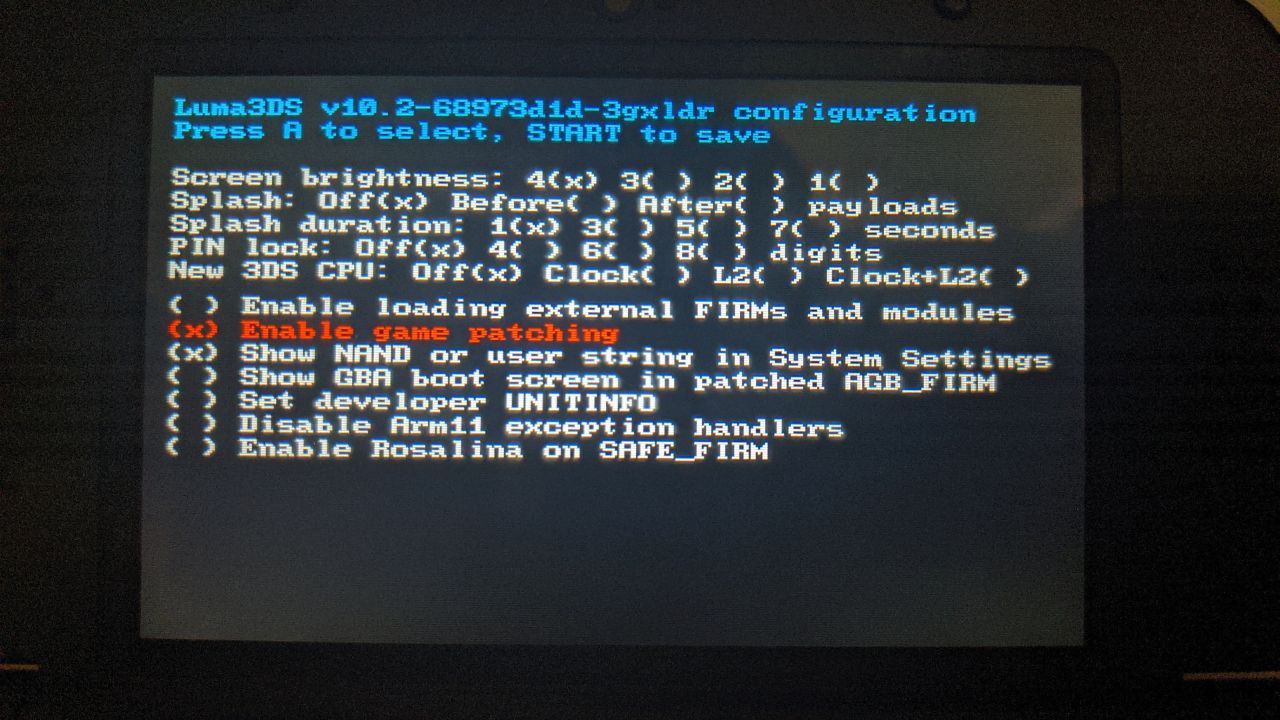 Luma3DS v10.2-68973d1d-3gxldr configuration
Press A to select, START to save
Screen brightness: 4(x) 3( ) 2( ) 1( )
Splash: Off(x) Before( ) After( ) payloads
Splash duration: 1(x) 3( ) 5( ) 7( ) seconds
PIN lock: Off(x) 4( ) 6( ) 8( ) digits
New 3DS CPU: Off(x) Clock( ) L2( ) Clock+L2( )
( ) Enable loading external FIRMs and modules
(x) Enable game patching
(x) Show NAND or user string in System Settings
( ) Show GBA boot screen in patched AGB_FIRM
( ) Set developer UNITINFO
( ) Disable Arm11 exception handlers
( ) Enable Rosalina on SAFE_FIRM